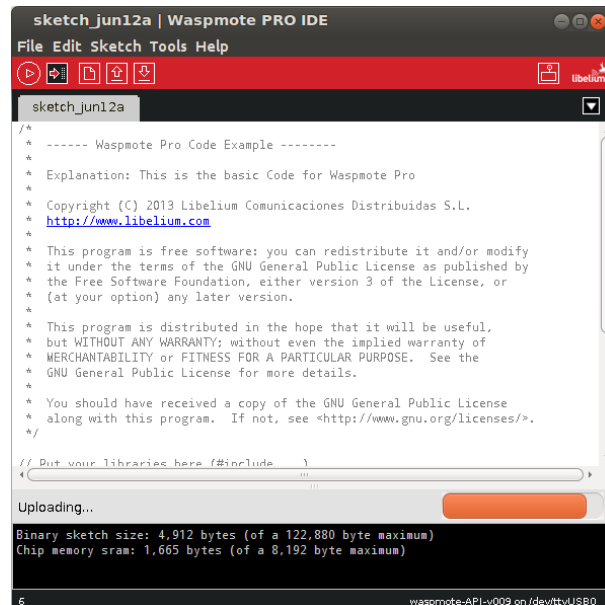 sketch_jun12a | Waspmote PRO IDE
File Edit Sketch Tools Help
libelium
sketch_jun12a
/*
 *  ------ Waspmote Pro Code Example --------
 *
 *  Explanation: This is the basic Code for Waspmote Pro
 *
 *  Copyright (C) 2013 Libelium Comunicaciones Distribuidas S.L.
 *  http://www.libelium.com
 *
 *  This program is free software: you can redistribute it and/or modify
 *  it under the terms of the GNU General Public License as published by
 *  the Free Software Foundation, either version 3 of the License, or
 *  (at your option) any later version.
 *
 *  This program is distributed in the hope that it will be useful,
 *  but WITHOUT ANY WARRANTY; without even the implied warranty of
 *  MERCHANTABILITY or FITNESS FOR A PARTICULAR PURPOSE.  See the
 *  GNU General Public License for more details.
 *
 *  You should have received a copy of the GNU General Public License
 *  along with this program.  If not, see <http://www.gnu.org/licenses/>.
 */
// Put your libraries here (#include ...)
Uploading...
Binary sketch size: 4,912 bytes (of a 122,880 byte maximum)
Chip memory sram: 1,665 bytes (of a 8,192 byte maximum)
6 waspmote-API-v009 on /dev/ttyUSB0